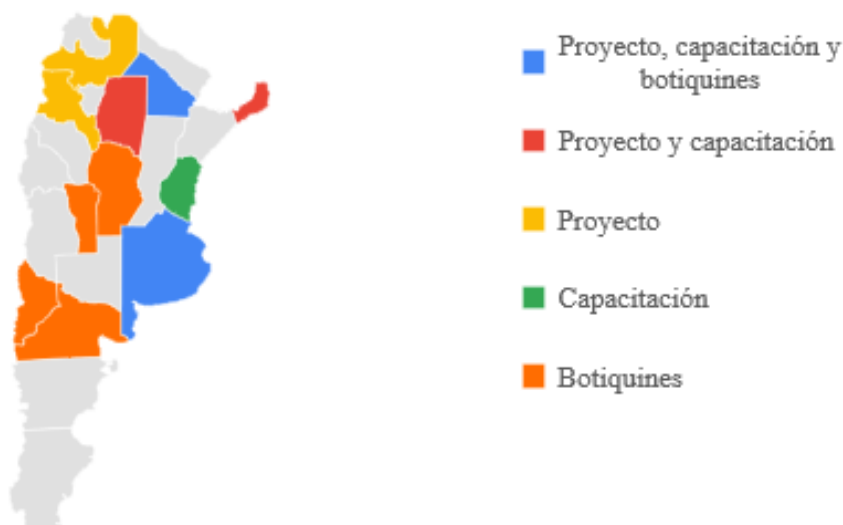 Proyecto, capacitación y
botiquines
Proyecto y capacitación
Proyecto
Capacitación
Botiquines